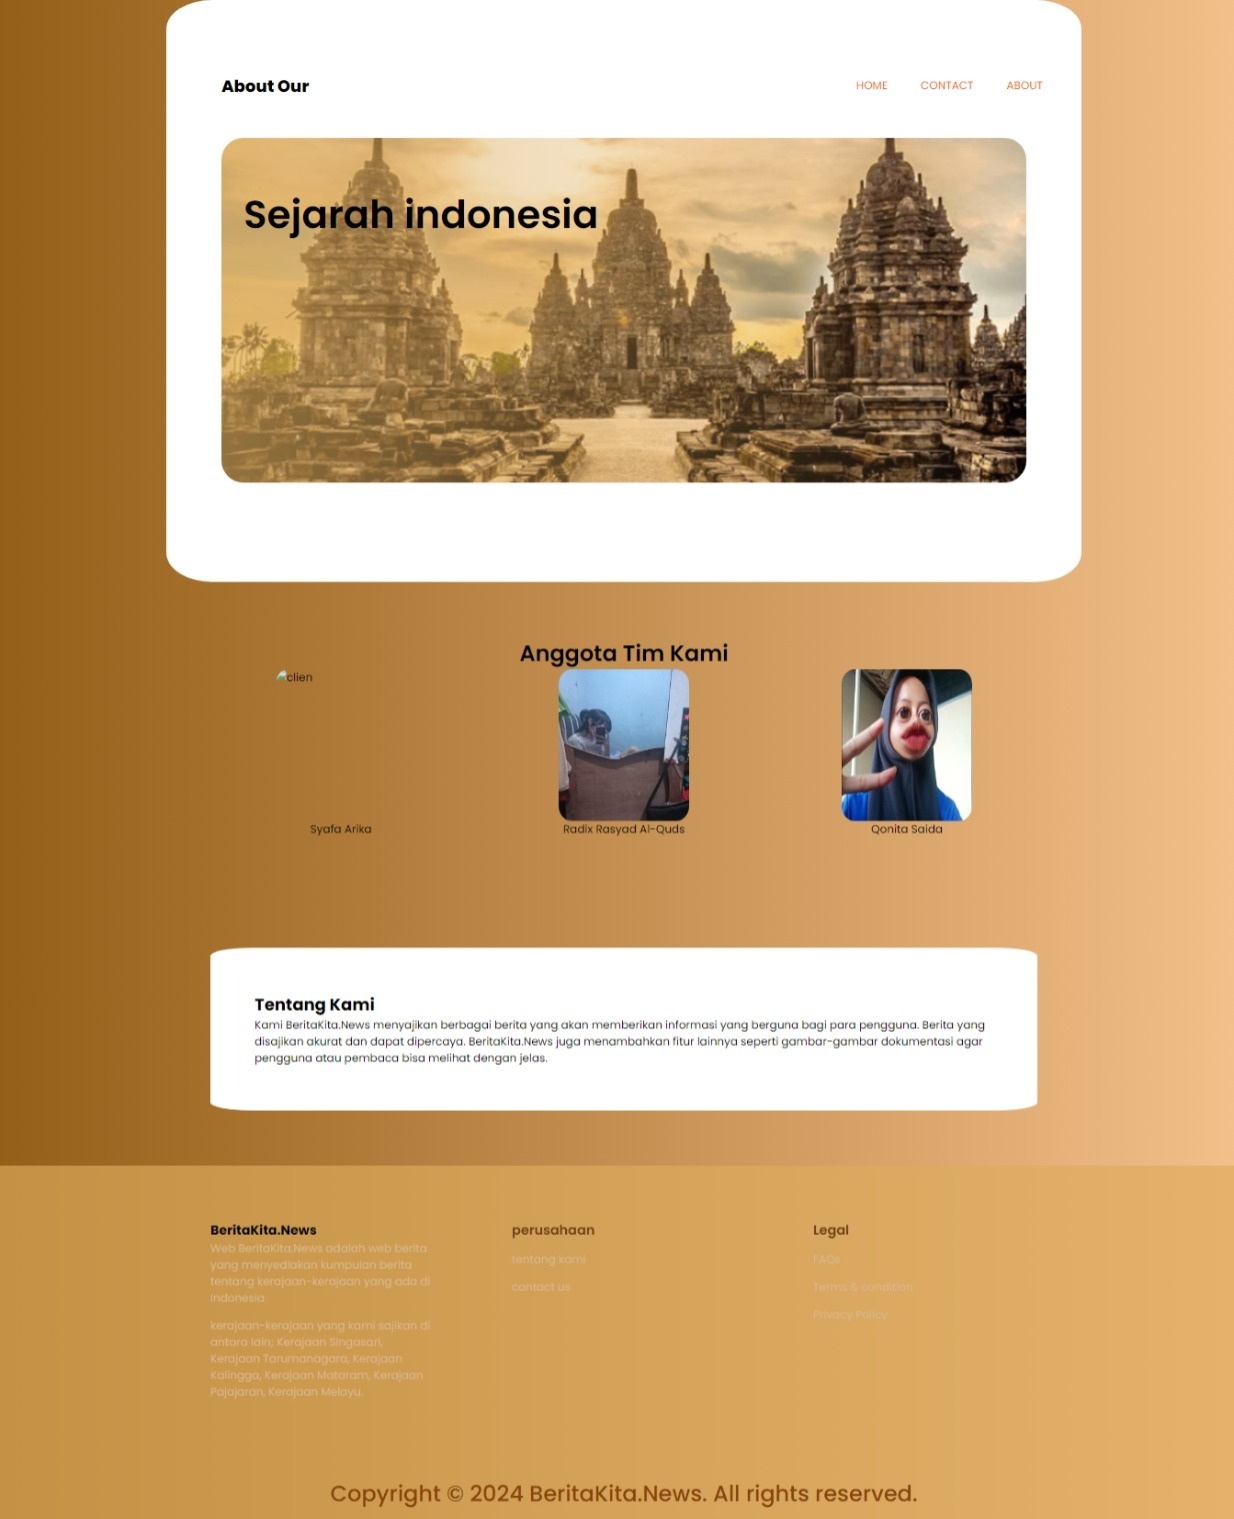 About Our
HOME CONTACT ABOUT
Sejarah indonesia
Anggota Tim Kami
clien
Syafa Arika
Radix Rasyad Al-Quds
Qonita Saida
Tentang Kami
Kami BeritaKita.News menyajikan berbagai berita yang akan memberikan informasi yang berguna bagi para pengguna. Berita yang
disajikan akurat dan dapat dipercaya. BeritaKita.News juga menambahkan fitur lainnya seperti gambar-gambar dokumentasi agar
pengguna atau pembaca bisa melihat dengan jelas.
BeritaKita.News
Web BeritaKita.News adalah web berita
yang menyediakan kumpulan berita
tentang kerajaan-kerajaan yang ada di
Indonesia
kerajaan-kerajaan yang kami sajikan di
antara lain; Kerajaan Singasari,
Kerajaan Tarumanagara, Kerajaan
Kalingga, Kerajaan Mataram, Kerajaan
Pajajaran, Kerajaan Melayu.
perusahaan
tentang kami
contact us
Legal
FAQs
Terms & condition
Privacy Policy
Copyright © 2024 BeritaKita.News. All rights reserved.